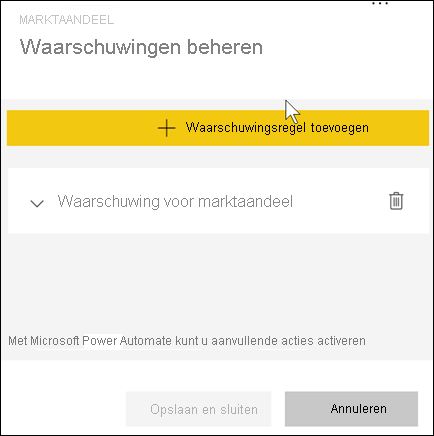 MARKTAANDEEL
Waarschuwingen beheren
Waarschuwingsregel toevoegen
Waarschuwing voor marktaandeel
Met Microsoft Power Automate kunt u aanvullende acties activeren
Opslaan en sluiten
Annuleren